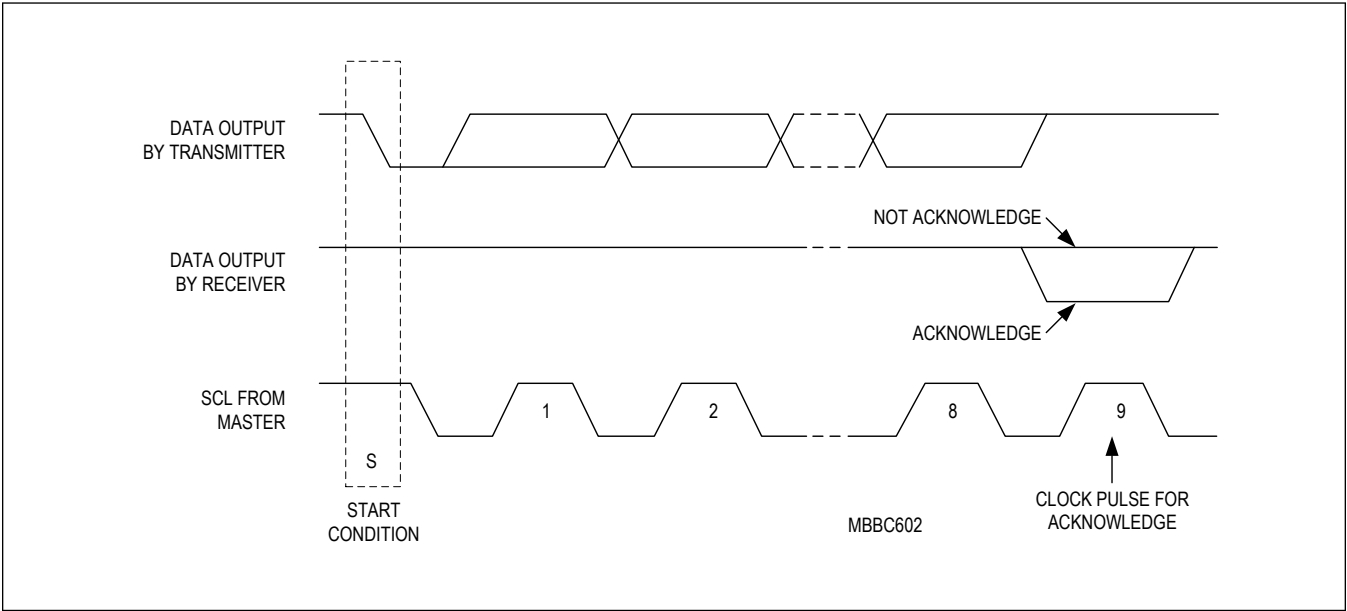 DATA OUTPUT
BY TRANSMITTER
NOT ACKNOWLEDGE
DATA OUTPUT
BY RECEIVER
ACKNOWLEDGE
SCL FROM
MASTER
1
2
8
9
S
START
CONDITION
MBBC602
CLOCK PULSE FOR
ACKNOWLEDGE